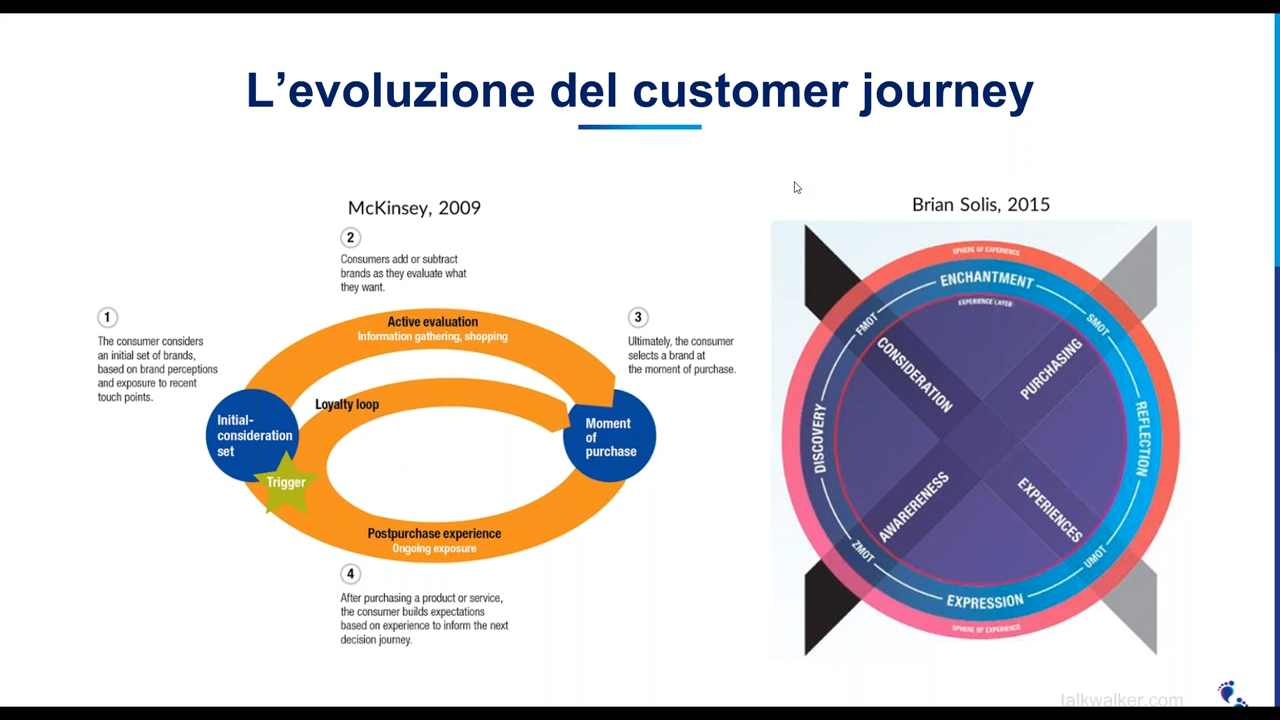 L’evoluzione del customer journey
McKinsey, 2009
2
Consumers add or subtract
brands as they evaluate what
they want.
1
The consumer considers
an initial set of brands,
based on brand perceptions
and exposure to recent
touch points.
3
Ultimately, the consumer
selects a brand at
the moment of purchase.
Active evaluation
Information gathering, shopping
Loyalty loop
Initial-
consideration
set
Trigger
Moment
of
purchase
Postpurchase experience
Ongoing exposure
4
After purchasing a product or service,
the consumer builds expectations
based on experience to inform the next
decision journey.
Brian Solis, 2015
SPHERE OF EXPERIENCE
ENCHANTMENT
EXPERIENCE LAYER
FMOT
SMOT
CONSIDERATION
PURCHASING
DISCOVERY
REFLECTION
AWARERENESS
EXPERIENCES
ZMOT
UMOT
EXPRESSION
SPHERE OF EXPERIENCE
talkwalker.com